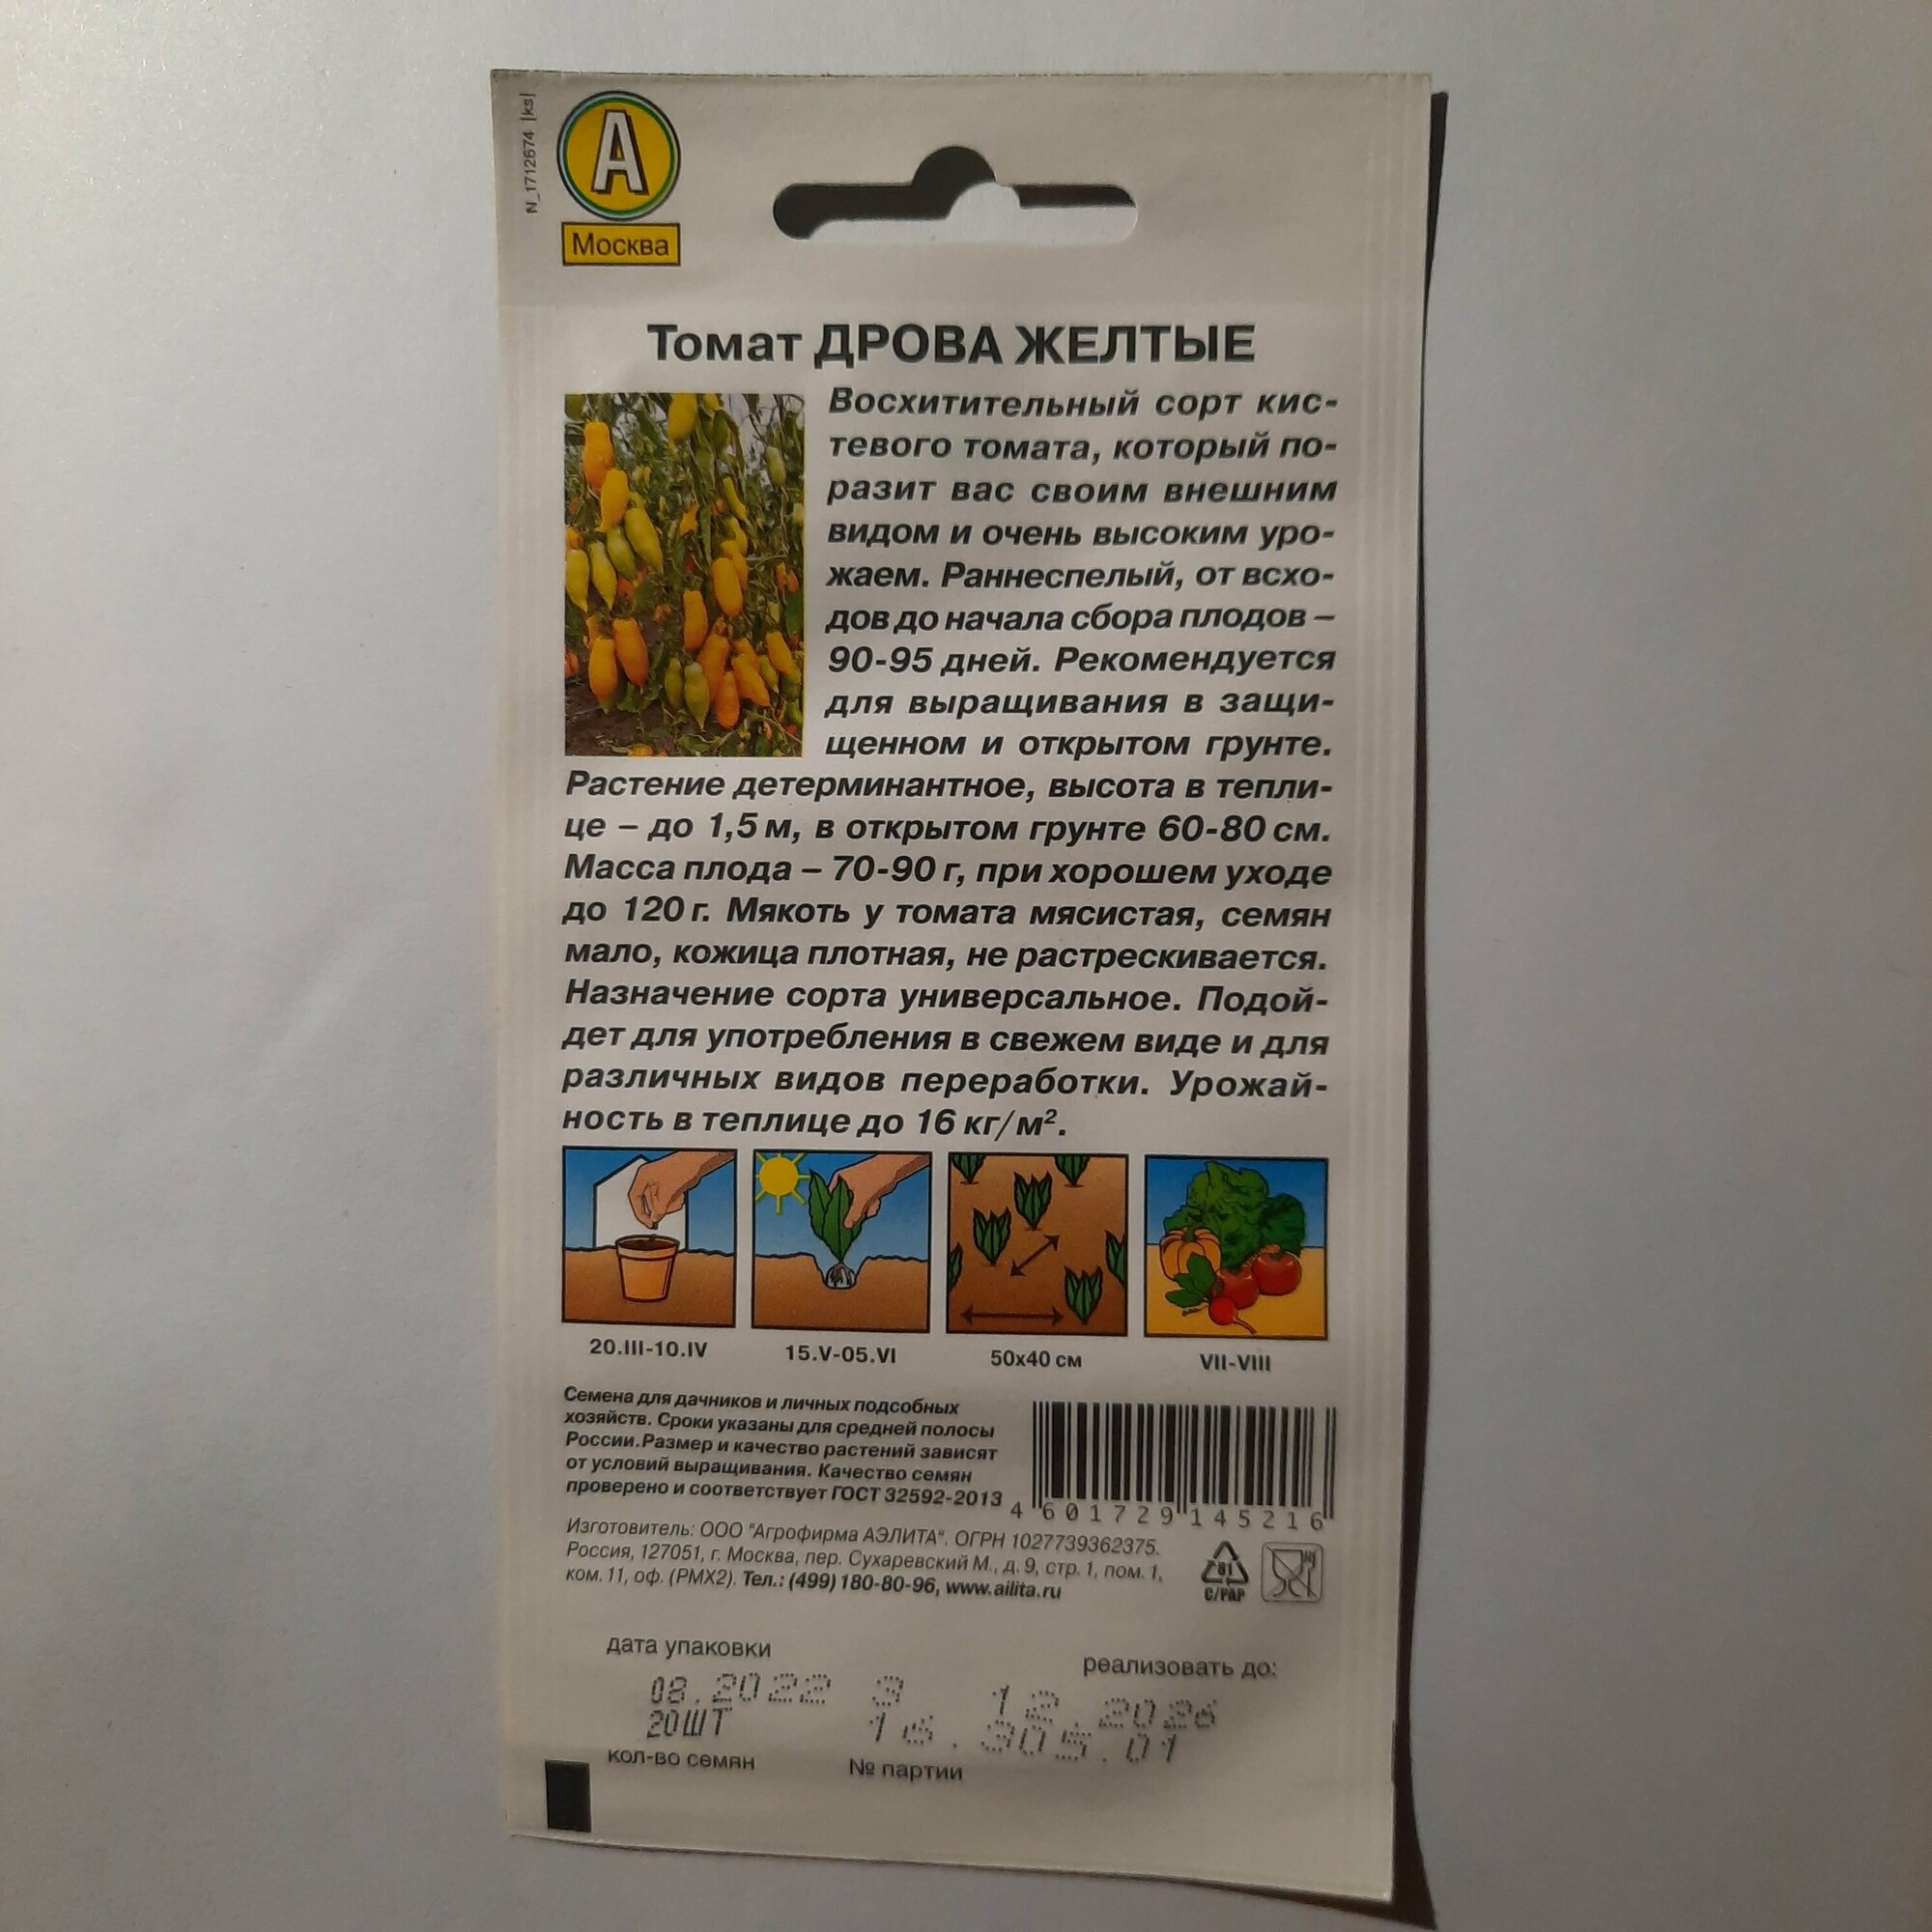 N_1712674 |ks|
А
Москва
Томат ДРОВА ЖЕЛТЫЕ
Восхитительный сорт кис-
тевого томата, который по-
разит вас своим внешним
видом и очень высоким уро-
жаем. Раннеспелый, от всхо-
дов до начала сбора плодов –
90-95 дней. Рекомендуется
для выращивания в защи-
щенном и открытом грунте.
Растение детерминантное, высота в тепли-
це – до 1,5 м, в открытом грунте 60-80 см.
Масса плода – 70-90 г, при хорошем уходе
до 120 г. Мякоть у томата мясистая, семян
мало, кожица плотная, не растрескивается.
Назначение сорта универсальное. Подой-
дет для употребления в свежем виде и для
различных видов переработки. Урожай-
ность в теплице до 16 кг/м².
20.III-10.IV
15.V-05.VI
50x40 см
VII-VIII
Семена для дачников и личных подсобных
хозяйств. Сроки указаны для средней полосы
России.Размер и качество растений зависят
от условий выращивания. Качество семян
проверено и соответствует ГОСТ 32592-2013
4 601729 145216
Изготовитель: ООО "Агрофирма АЭЛИТА". ОГРН 1027739362375.
Россия, 127051, г. Москва, пер. Сухаревский М., д. 9, стр. 1, пом. 1,
ком. 11, оф. (РМХ2). Тел.: (499) 180-80-96, www.ailita.ru
81
C/PAP
дата упаковки
реализовать до:
08.2022 3 12.2026
20ШТ 16.305.01
кол-во семян
№ партии